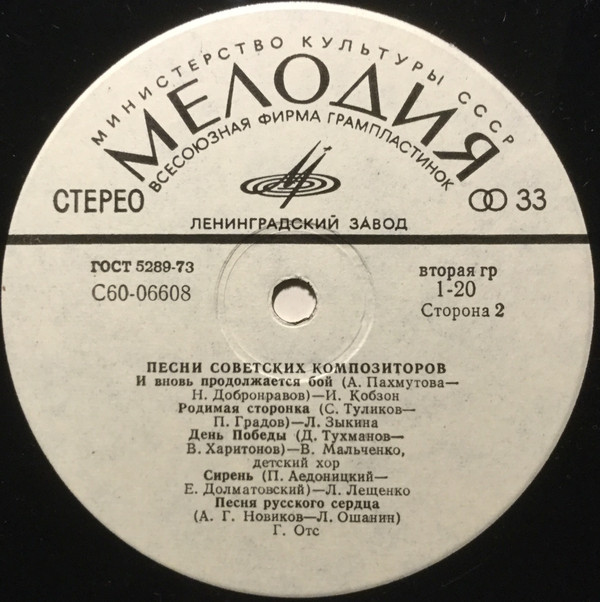 МИНИСТЕРСТВО КУЛЬТУРЫ СССР
МЕЛОДИЯ
ВСЕСОЮЗНАЯ ФИРМА ГРАМПЛАСТИНОК
СТЕРЕО
33
ЛЕНИНГРАДСКИЙ ЗАВОД
ГОСТ 5289-73
С60-06608
вторая гр
1-20
Сторона 2
ПЕСНИ СОВЕТСКИХ КОМПОЗИТОРОВ
И вновь продолжается бой (А. Пахмутова—
Н. Добронравов)—И. Кобзон
Родимая сторонка (С. Туликов—
П. Градов)—Л. Зыкина
День Победы (Д. Тухманов—
В. Харитонов)—В. Мальченко,
детский хор
Сирень (П. Аедоницкий—
Е. Долматовский)—Л. Лещенко
Песня русского сердца
(А. Г. Новиков—Л. Ошанин)
Г. Отс